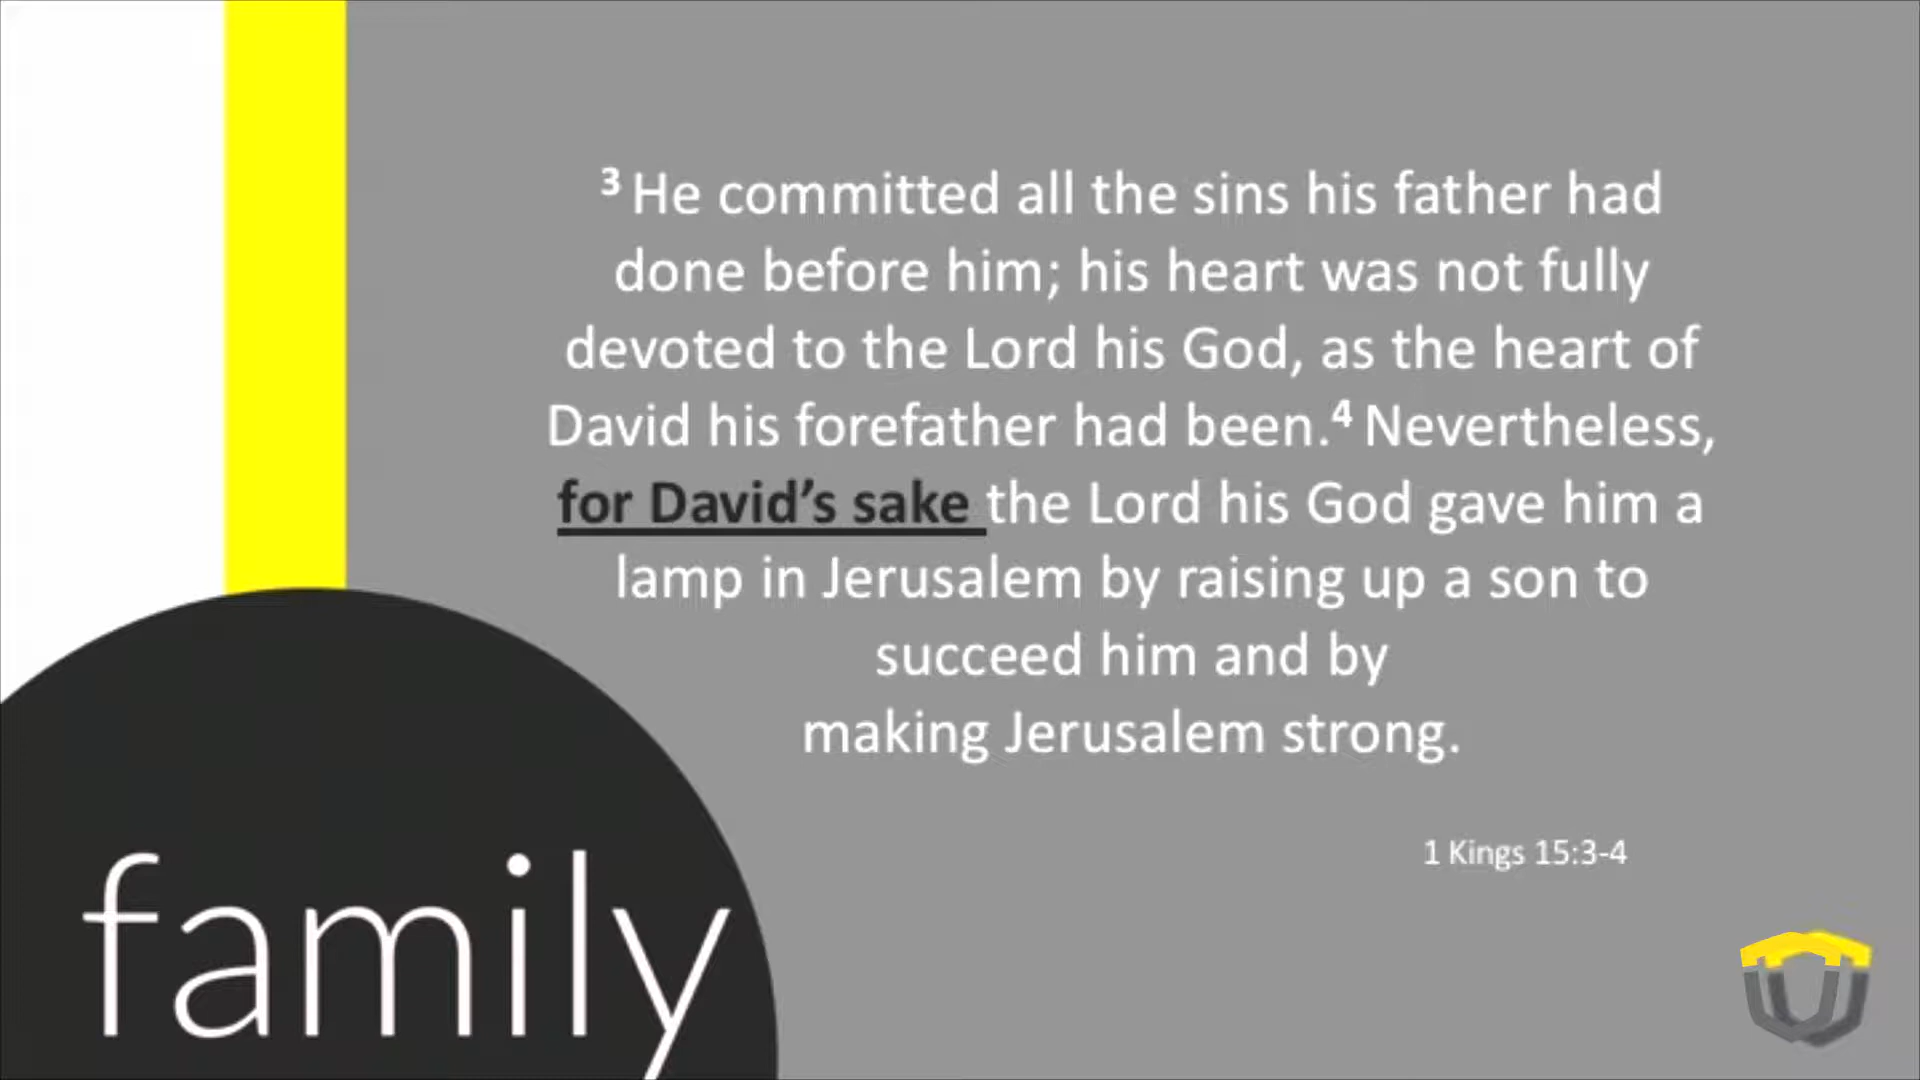 ³ He committed all the sins his father had
done before him; his heart was not fully
devoted to the Lord his God, as the heart of
David his forefather had been.⁴ Nevertheless,
for David’s sake the Lord his God gave him a
lamp in Jerusalem by raising up a son to
succeed him and by
making Jerusalem strong.
1 Kings 15:3-4
family